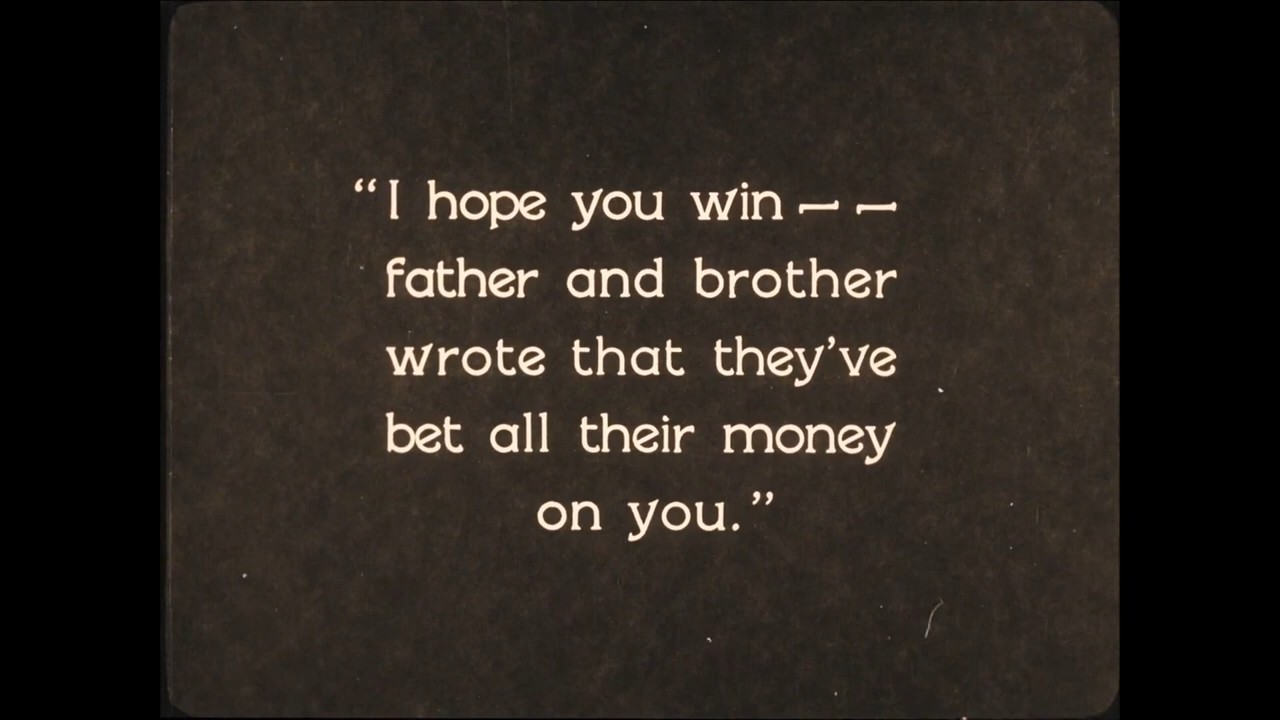 “I hope you win — —
father and brother
wrote that they’ve
bet all their money
on you.”